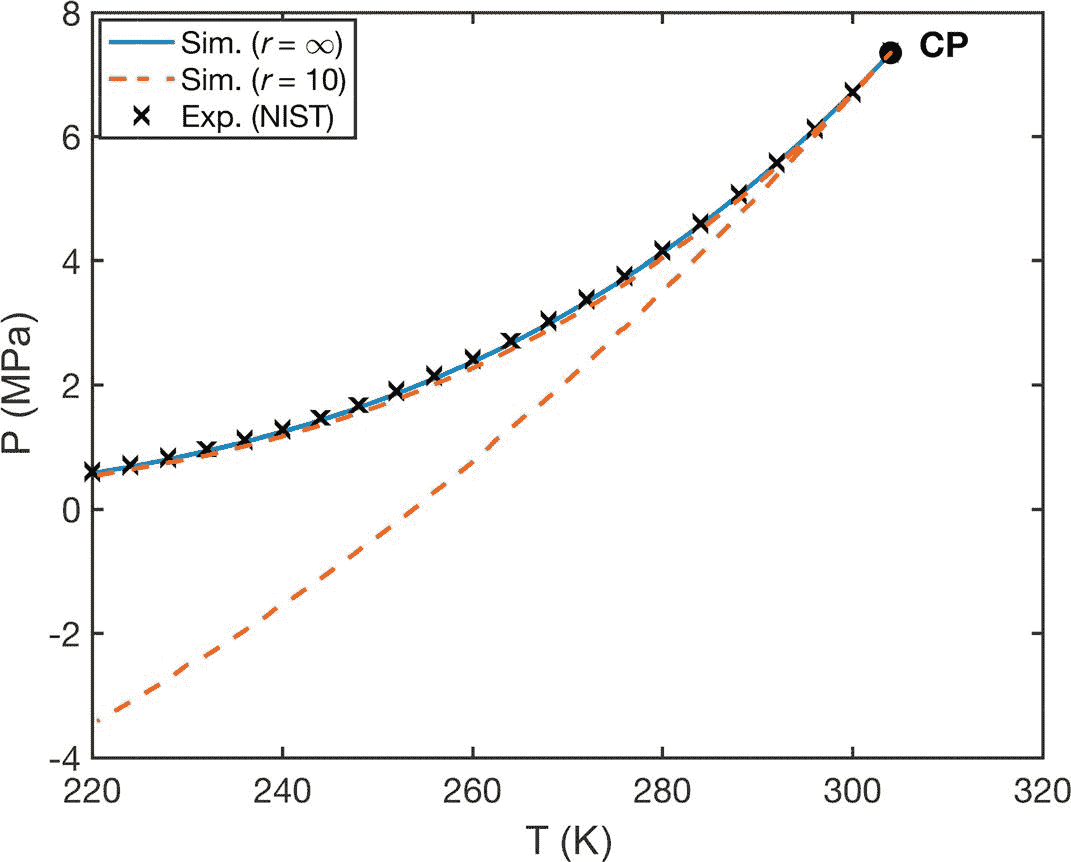 8
6
4
2
0
-2
-4
P (MPa)
Sim. (r = ∞)
Sim. (r = 10)
Exp. (NIST)
CP
220 240 260 280 300 320
T (K)